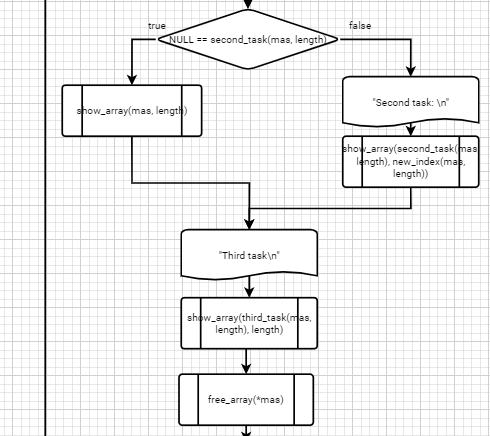 true
false
NULL == second_task(mas, length)
show_array(mas, length)
"Second task: \n"
show_array(second_task(mas,
length), new_index(mas,
length))
"Third task\n"
show_array(third_task(mas,
length), length)
free_array(*mas)